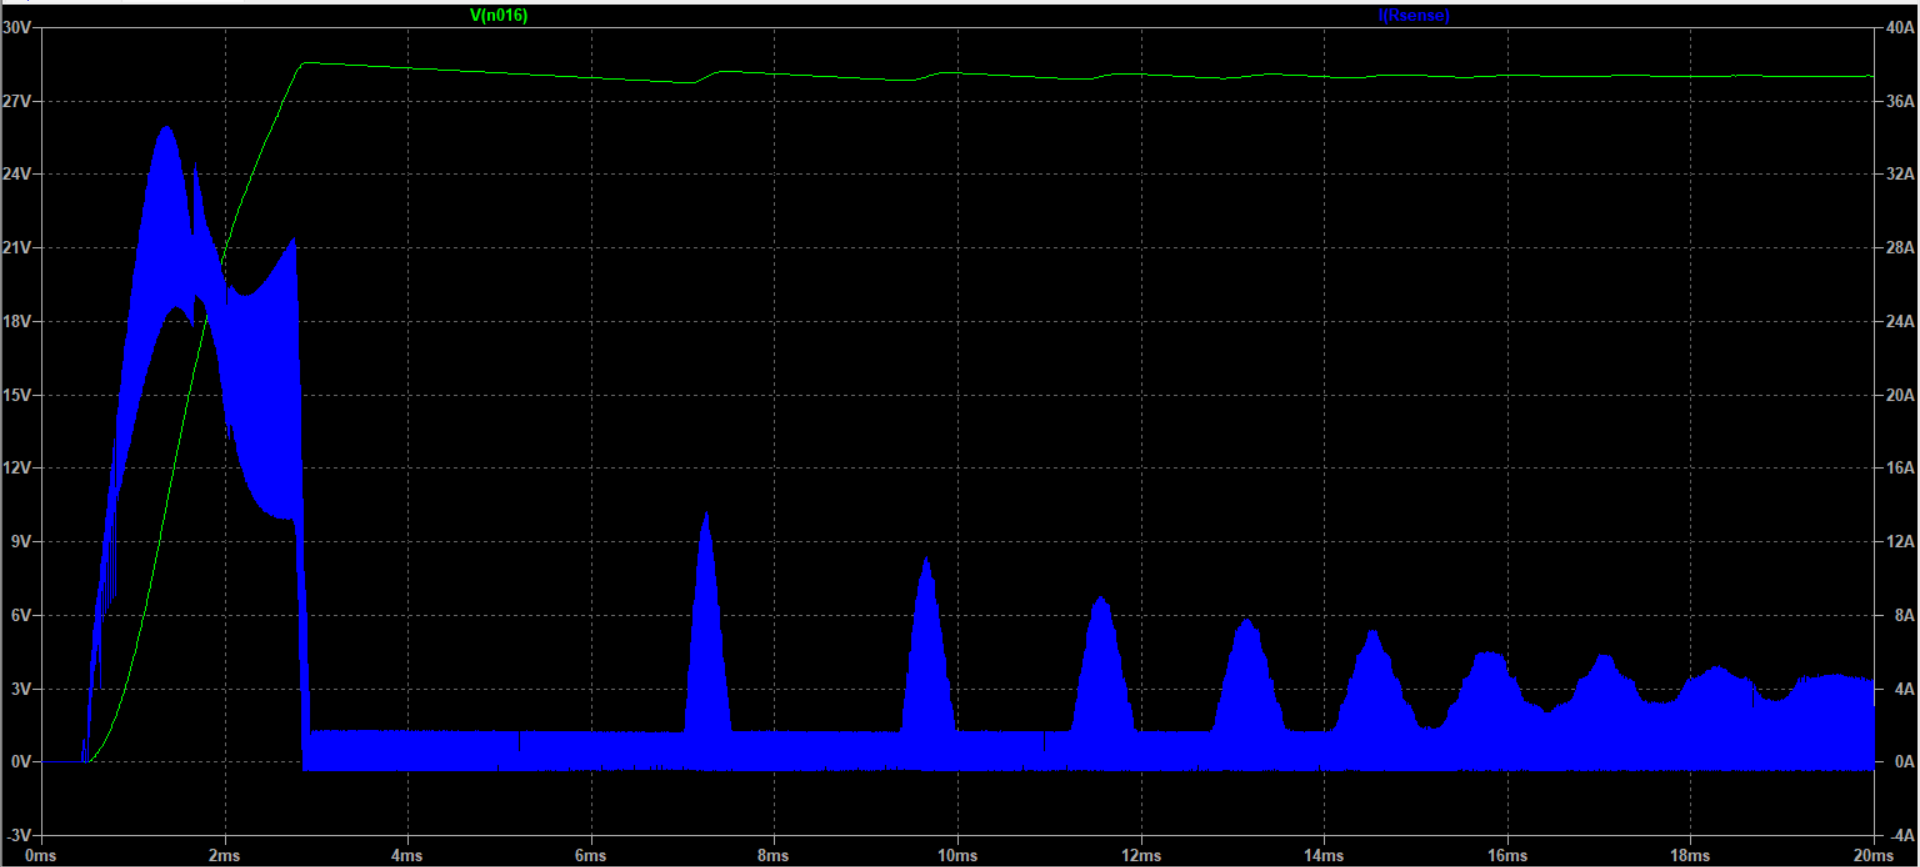 V(n016) I(Rsense)
30V 40A
27V 36A
24V 32A
21V 28A
18V 24A
15V 20A
12V 16A
9V 12A
6V 8A
3V 4A
0V 0A
-3V -4A
0ms 2ms 4ms 6ms 8ms 10ms 12ms 14ms 16ms 18ms 20ms